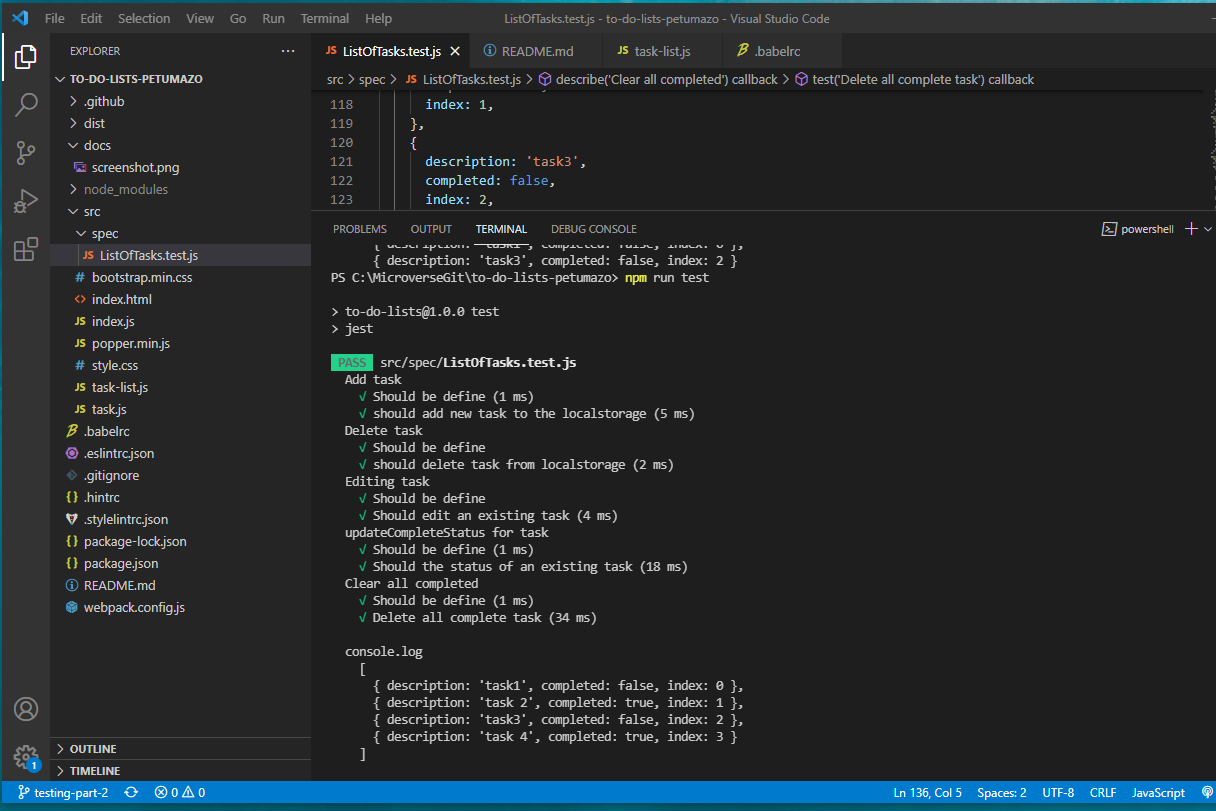 File Edit Selection View Go Run Terminal Help ListOfTasks.test.js - to-do-lists-petumazo - Visual Studio Code
EXPLORER ···
TO-DO-LISTS-PETUMAZO
.github
dist
docs
screenshot.png
node_modules
src
spec
JS ListOfTasks.test.js
# bootstrap.min.css
<> index.html
JS index.js
JS popper.min.js
# style.css
JS task-list.js
JS task.js
.babelrc
.eslintrc.json
.gitignore
{} .hintrc
.stylelintrc.json
{} package-lock.json
{} package.json
README.md
webpack.config.js
OUTLINE
TIMELINE
1
JS ListOfTasks.test.js × README.md JS task-list.js .babelrc
src > spec > JS ListOfTasks.test.js > describe('Clear all completed') callback > test('Delete all complete task') callback
118 index: 1,
119 },
120 {
121 description: 'task3',
122 completed: false,
123 index: 2,
PROBLEMS OUTPUT TERMINAL DEBUG CONSOLE powershell
{ description: 'task1', completed: false, index: 0 },
{ description: 'task3', completed: false, index: 2 }
PS C:\MicroverseGit\to-do-lists-petumazo> npm run test
> to-do-lists@1.0.0 test
> jest
PASS src/spec/ListOfTasks.test.js
Add task
√ Should be define (1 ms)
√ should add new task to the localstorage (5 ms)
Delete task
√ Should be define
√ should delete task from localstorage (2 ms)
Editing task
√ Should be define
√ Should edit an existing task (4 ms)
updateCompleteStatus for task
√ Should be define (1 ms)
√ Should the status of an existing task (18 ms)
Clear all completed
√ Should be define (1 ms)
√ Delete all complete task (34 ms)
console.log
[
{ description: 'task1', completed: false, index: 0 },
{ description: 'task 2', completed: true, index: 1 },
{ description: 'task3', completed: false, index: 2 },
{ description: 'task 4', completed: true, index: 3 }
]
testing-part-2 0 0 Ln 136, Col 5 Spaces: 2 UTF-8 CRLF JavaScript